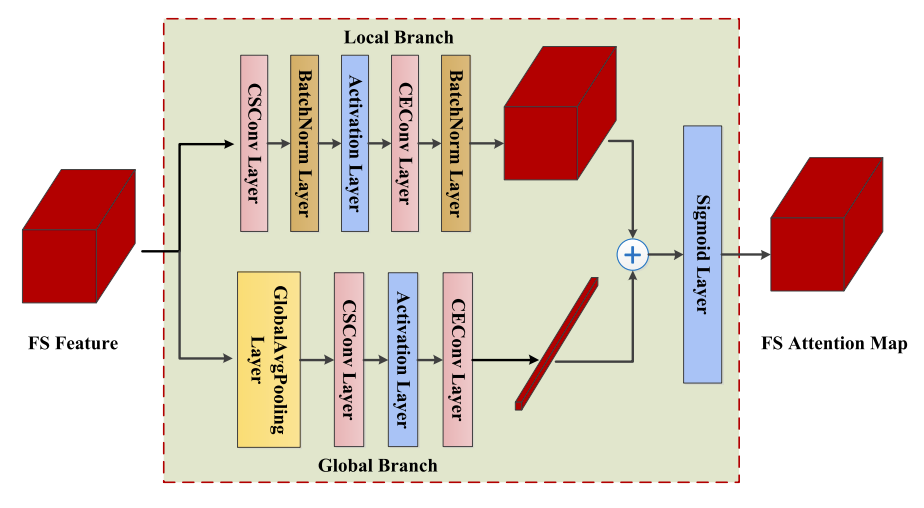 Local Branch
CSConv Layer
BatchNorm Layer
Activation Layer
CEConv Layer
BatchNorm Layer
FS Feature
GlobalAvgPooling
Layer
CSConv Layer
Activation Layer
CEConv Layer
Global Branch
+
Sigmoid Layer
FS Attention Map